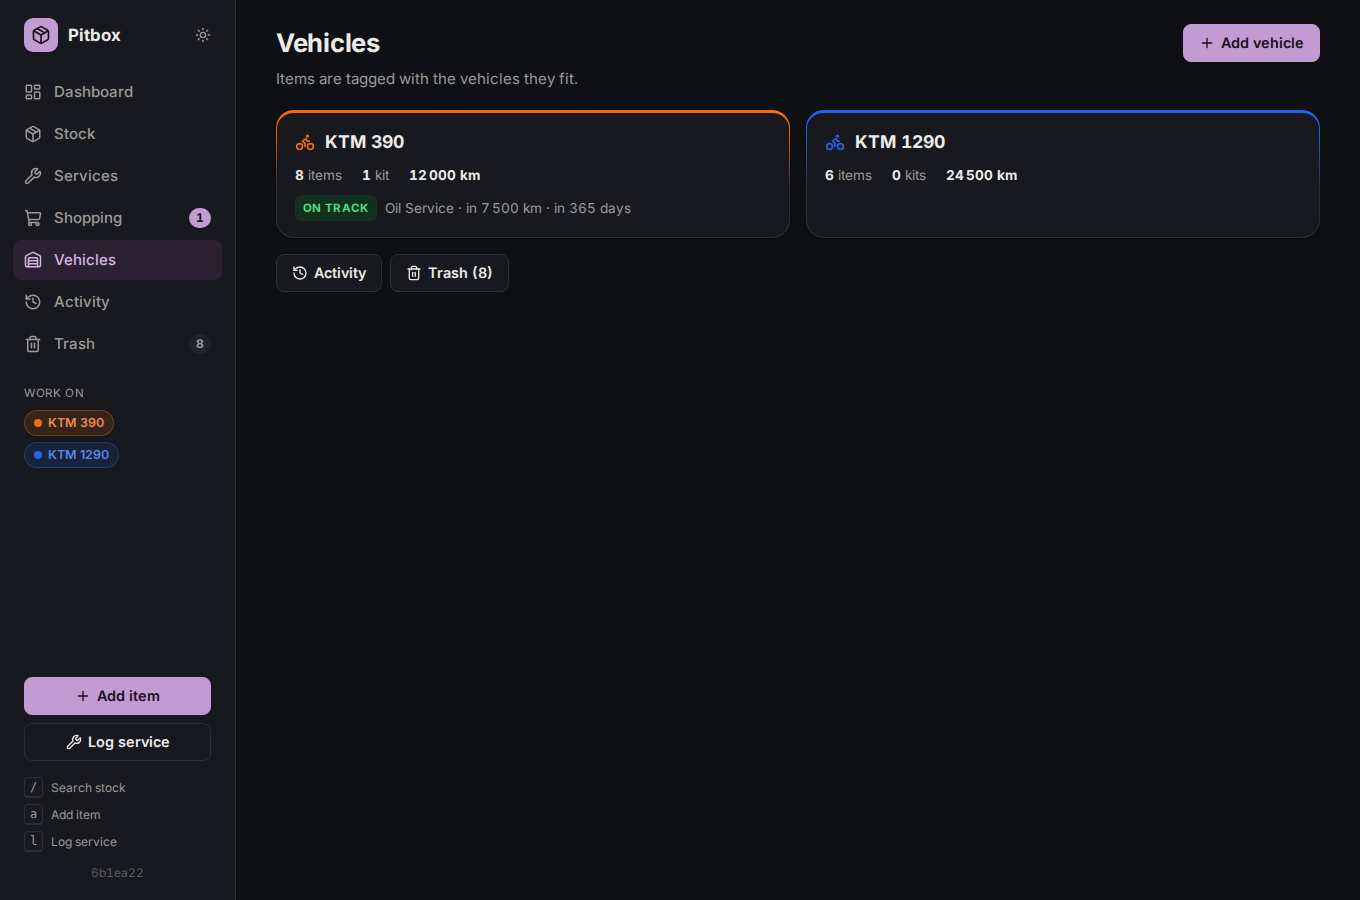 Pitbox
Dashboard
Stock
Services
Shopping 1
Vehicles
Activity
Trash 8
WORK ON
KTM 390
KTM 1290
+ Add item
Log service
/ Search stock
a Add item
l Log service
6b1ea22
Vehicles
+ Add vehicle
Items are tagged with the vehicles they fit.
KTM 390
8 items 1 kit 12 000 km
ON TRACK Oil Service · in 7 500 km · in 365 days
KTM 1290
6 items 0 kits 24 500 km
Activity Trash (8)